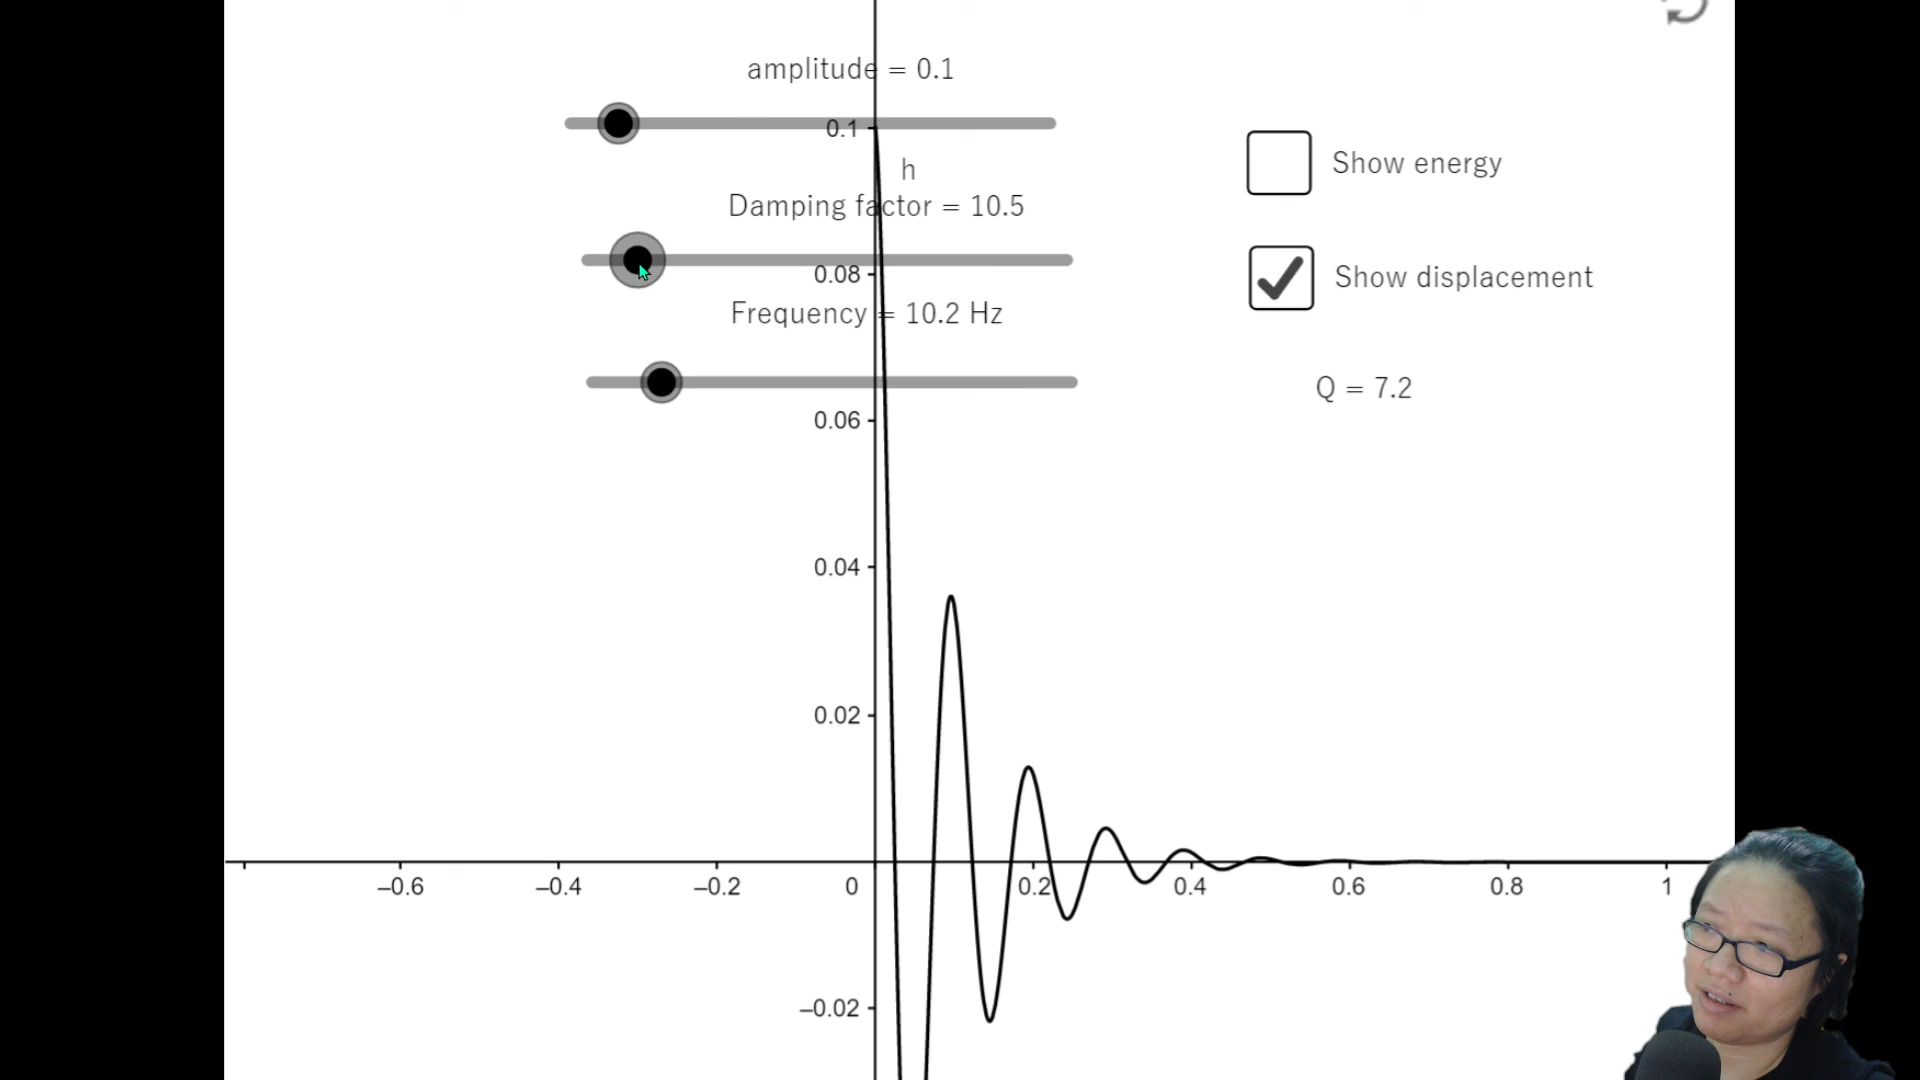 amplitude = 0.1
0.1
h
Damping factor = 10.5
0.08
Frequency = 10.2 Hz
0.06
0.04
0.02
–0.6 –0.4 –0.2 0 0.2 0.4 0.6 0.8 1
–0.02
Show energy
Show displacement
Q = 7.2